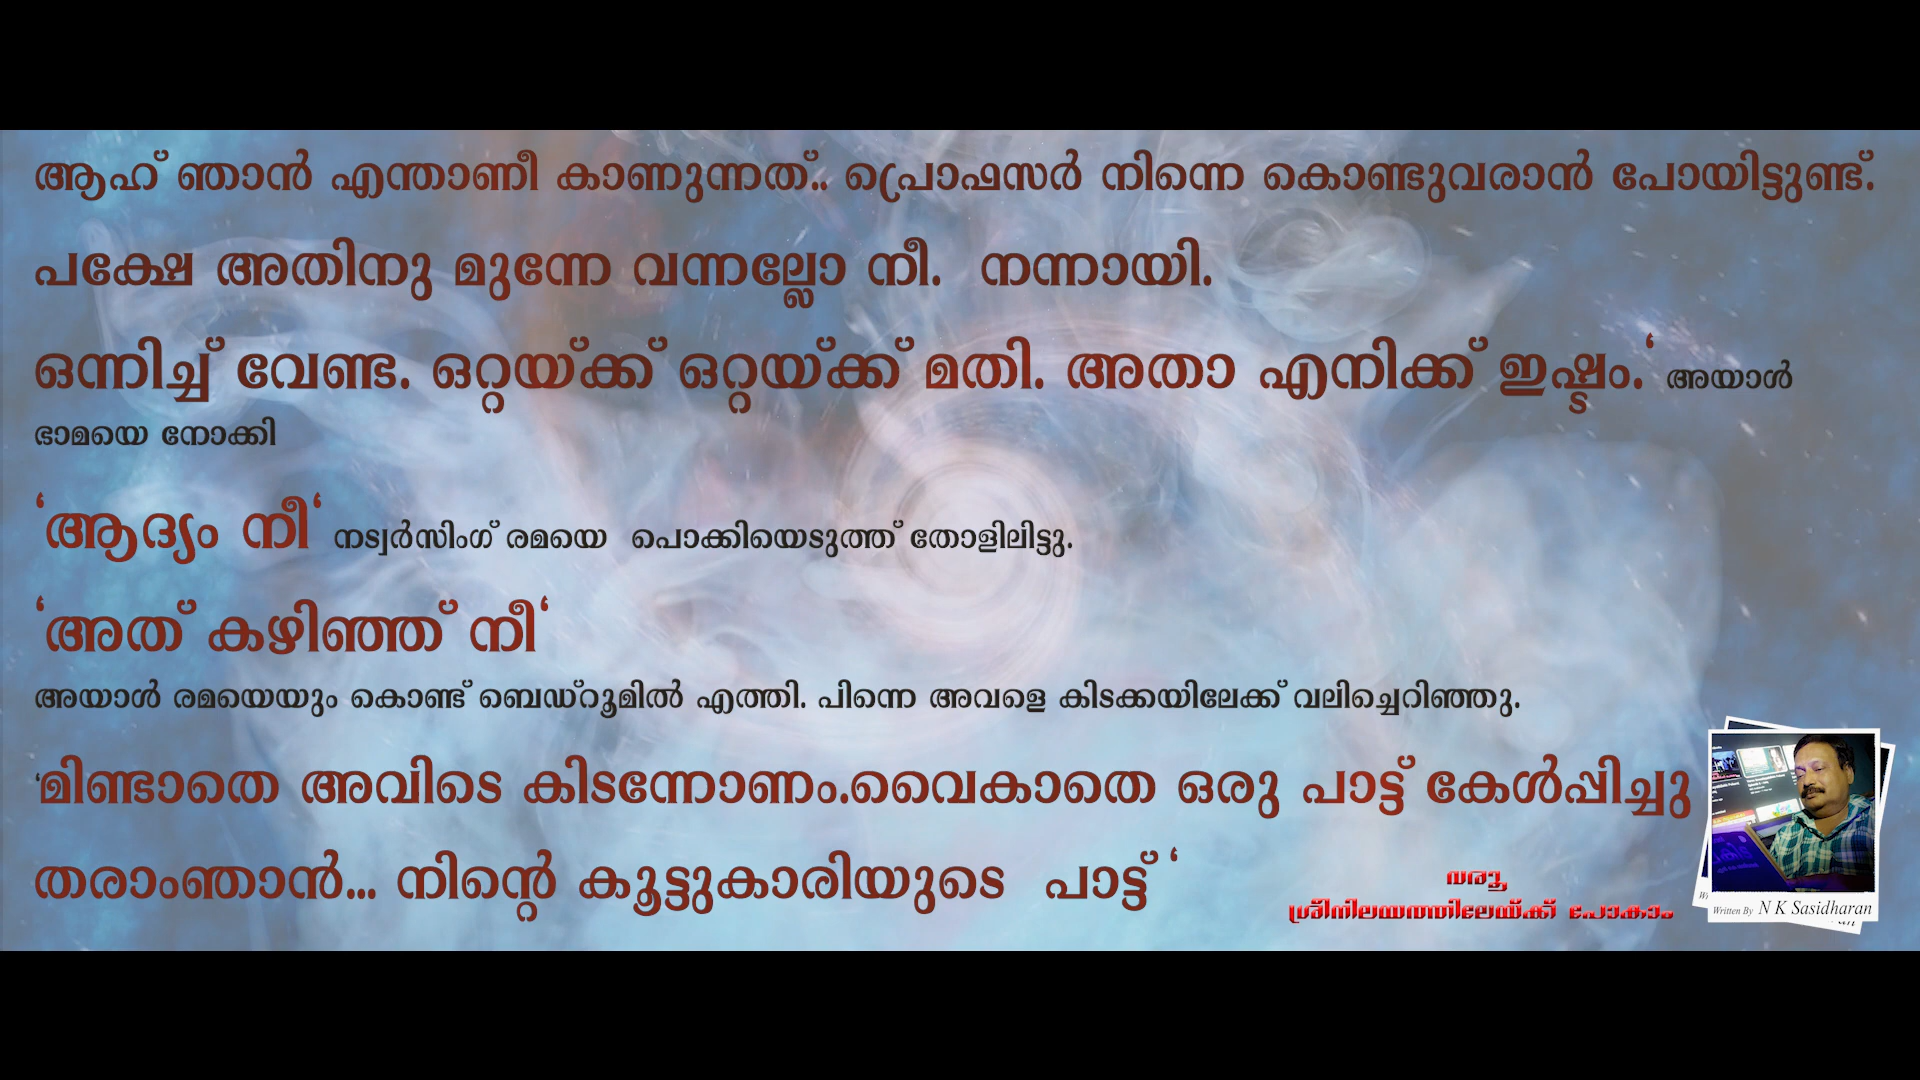 ആഹ് ഞാൻ എന്താണീ കാണുന്നത്.. പ്രൊഫസർ നിന്നെ കൊണ്ടുവരാൻ പോയിട്ടുണ്ട്.
പക്ഷേ അതിനു മുന്നേ വന്നല്ലോ നീ. നന്നായി.
ഒന്നിച്ച് വേണ്ട. ഒറ്റയ്ക്ക് ഒറ്റയ്ക്ക് മതി. അതാ എനിക്ക് ഇഷ്ടം.‘ അയാൾ
ഭാമയെ നോക്കി
‘ആദ്യം നീ‘ നട്വർസിംഗ് രമയെ പൊക്കിയെടുത്ത് തോളിലിട്ടു.
‘അത് കഴിഞ്ഞ് നീ‘
അയാൾ രമയെയും കൊണ്ട് ബെഡ്റൂമിൽ എത്തി. പിന്നെ അവളെ കിടക്കയിലേക്ക് വലിച്ചെറിഞ്ഞു.
‘മിണ്ടാതെ അവിടെ കിടന്നോണം.വൈകാതെ ഒരു പാട്ട് കേൾപ്പിച്ചു
തരാംഞാൻ... നിന്റെ കൂട്ടുകാരിയുടെ പാട്ട് ‘
വരൂ
ശ്രീനിലയത്തിലേയ്ക്ക് പോകാം
Written By N K Sasidharan